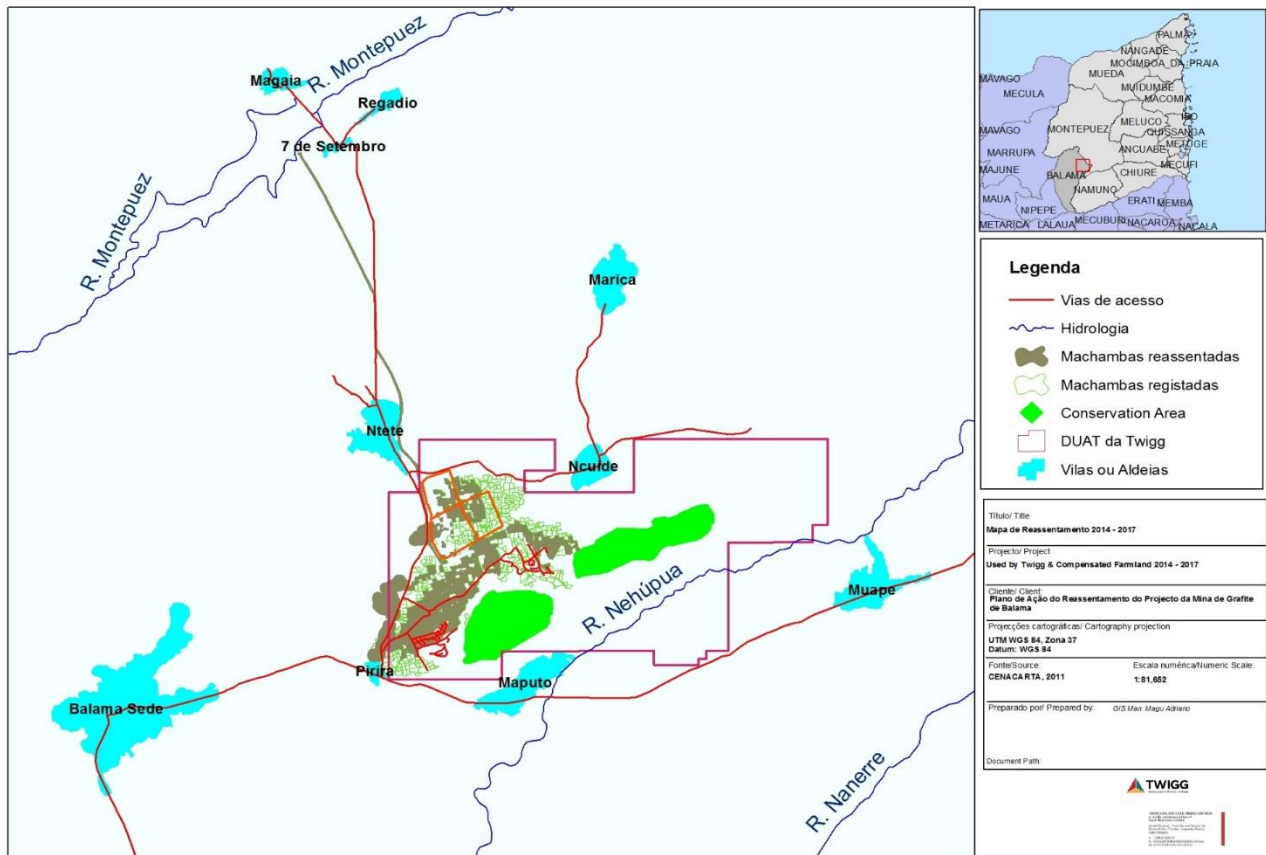 R. Montepuez
Magaia
Regadio
7 de Setembro
R. Montepuez
Marica
Ntete
Ncuide
R. Nehúpua
Muape
Pirira
Maputo
Balama Sede
R. Nanerre
PALMA
NANGADE
MOCIMBOA_DA_PRAIA
MUEDA
MAVAGO
MECULA
MUIDUMBE
MACOMIA
IBO
MONTEPUEZ
MELUCO
QUISSANGA
MAVAGO
METUGE
ANCUABE
MARRUPA
MECUFI
MAJUNE
BALAMA
CHIURE
NAMUNO
MAUA
ERATI
MEMBA
NIPEPE
METARICA
LALAUA
MECUBURI
NACAROA
NACALA
Legenda
Vias de acesso
Hidrologia
Machambas reassentadas
Machambas registadas
Conservation Area
DUAT da Twigg
Vilas ou Aldeias
Título/ Title
Mapa de Reassentamento 2014 - 2017
Projecto/ Project
Used by Twigg & Compensated Farmland 2014 - 2017
Cliente/ Client:
Plano de Ação do Reassentamento do Projecto da Mina de Grafite
de Balama
Projecções cartográficas/ Cartography projection
UTM WGS 84, Zona 37
Datum: WGS 84
Fonte/Source: Escala numérica/Numeric Scale:
CENACARTA, 2011 1:81,652
Preparado por/ Prepared by: GIS Man Magu Adriano
Document Path:
TWIGG